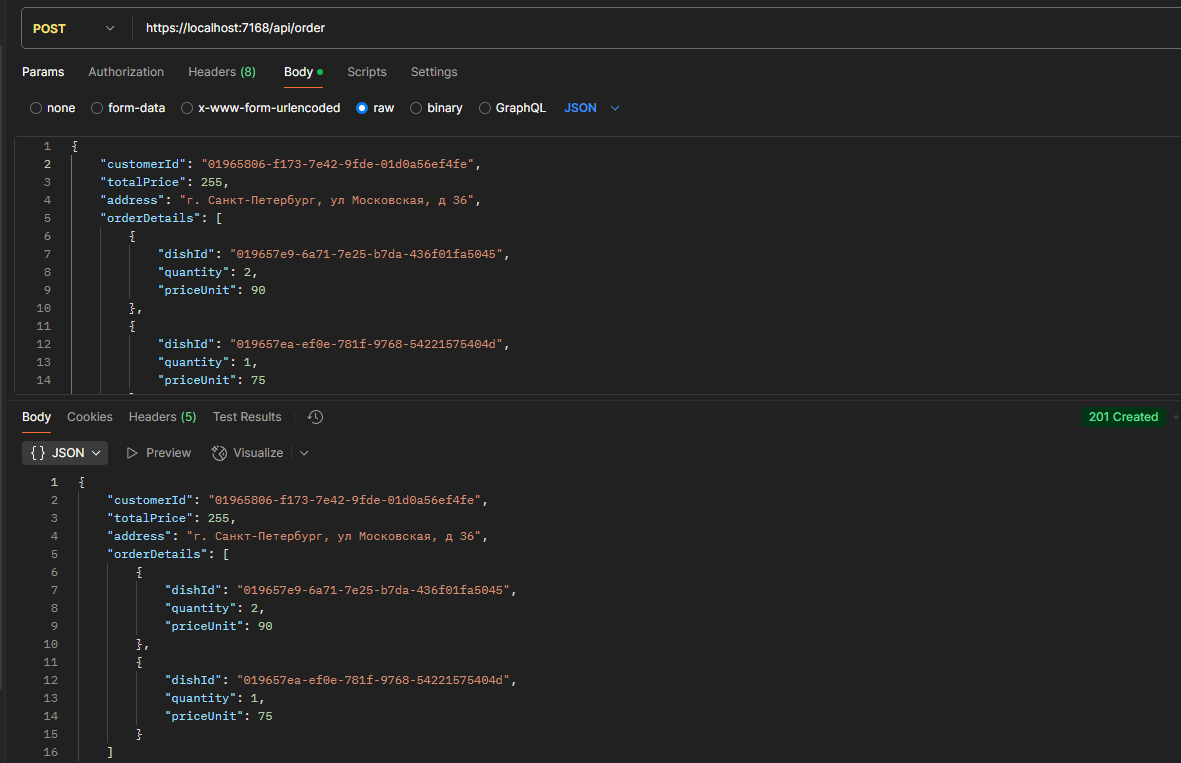 POST https://localhost:7168/api/order
Params Authorization Headers (8) Body Scripts Settings
none form-data x-www-form-urlencoded raw binary GraphQL JSON
1 {
2 "customerId": "01965806-f173-7e42-9fde-01d0a56ef4fe",
3 "totalPrice": 255,
4 "address": "г. Санкт-Петербург, ул Московская, д 36",
5 "orderDetails": [
6 {
7 "dishId": "019657e9-6a71-7e25-b7da-436f01fa5045",
8 "quantity": 2,
9 "priceUnit": 90
10 },
11 {
12 "dishId": "019657ea-ef0e-781f-9768-54221575404d",
13 "quantity": 1,
14 "priceUnit": 75
Body Cookies Headers (5) Test Results 201 Created
{} JSON Preview Visualize
1 {
2 "customerId": "01965806-f173-7e42-9fde-01d0a56ef4fe",
3 "totalPrice": 255,
4 "address": "г. Санкт-Петербург, ул Московская, д 36",
5 "orderDetails": [
6 {
7 "dishId": "019657e9-6a71-7e25-b7da-436f01fa5045",
8 "quantity": 2,
9 "priceUnit": 90
10 },
11 {
12 "dishId": "019657ea-ef0e-781f-9768-54221575404d",
13 "quantity": 1,
14 "priceUnit": 75
15 }
16 ]